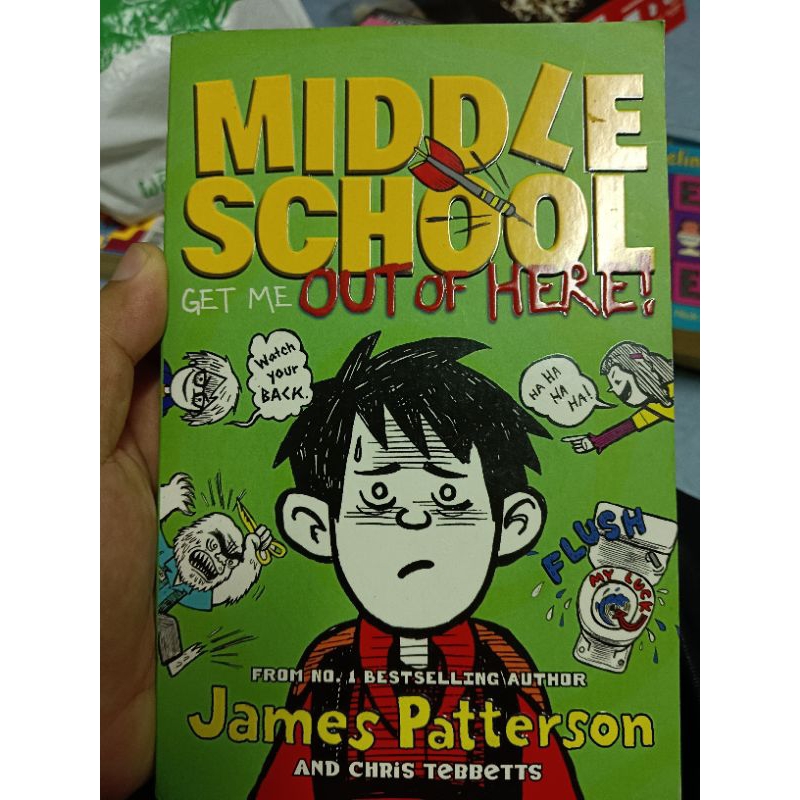 MIDDLE
SCHOOL
GET ME OUT OF HERE!
Watch
your
BACK.
HA HA
HA
HA!
FLUSH
MY LUCK
FROM NO. 1 BESTSELLING AUTHOR
James Patterson
AND CHRIS TEBBETTS